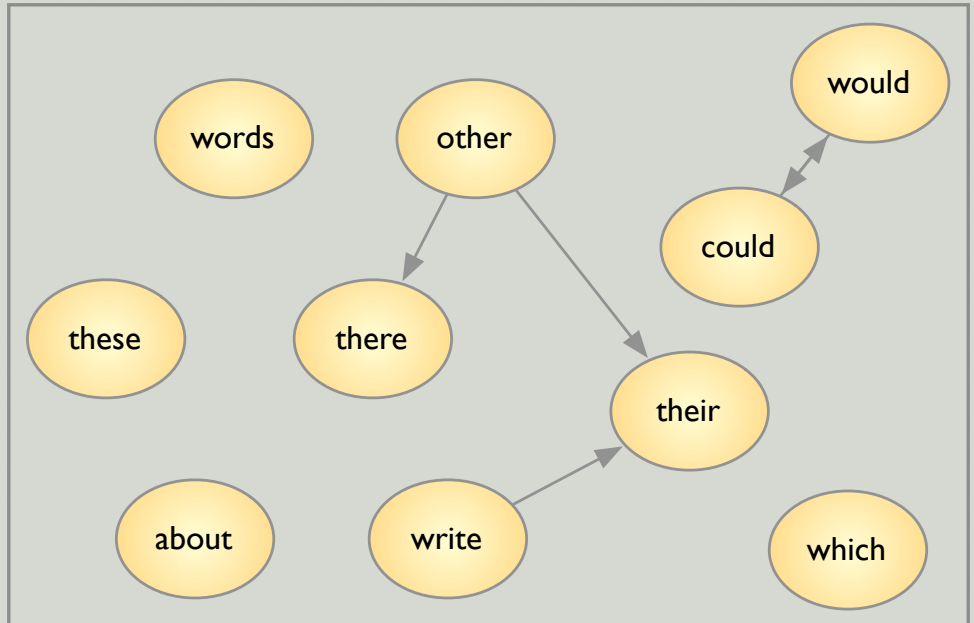 would
words
other
could
these
there
their
about
write
which